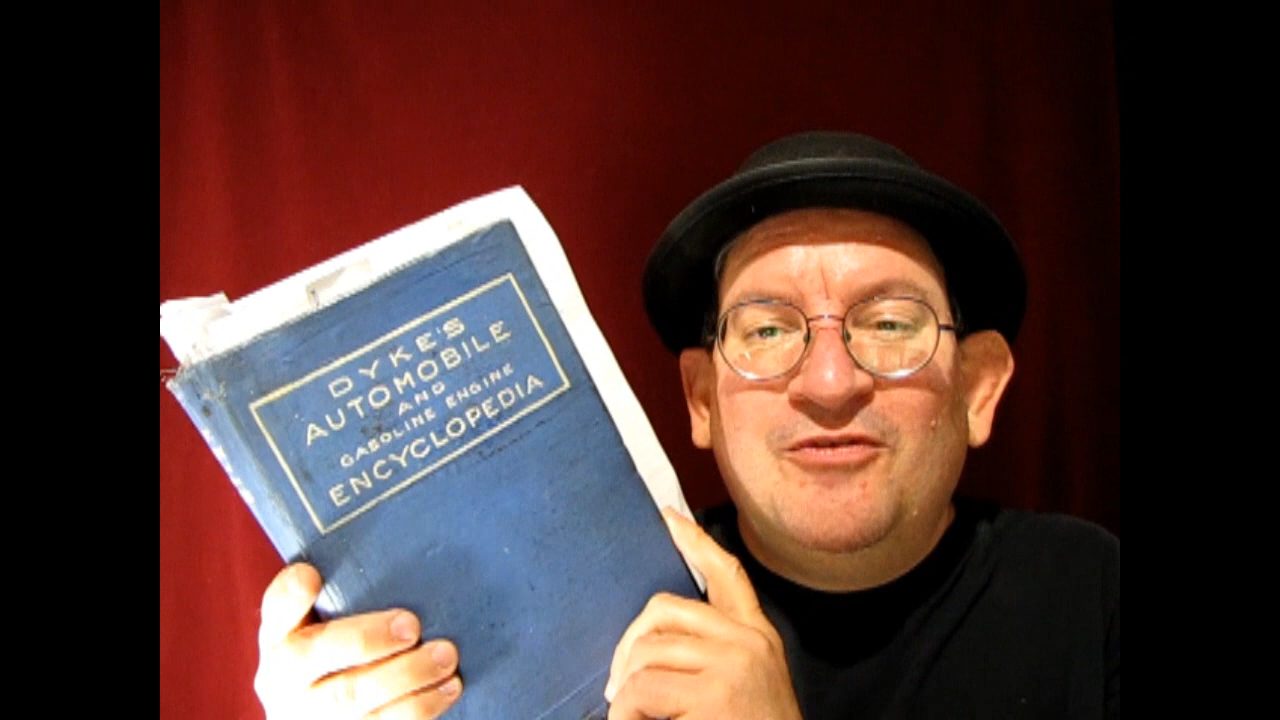 DYKE'S
AUTOMOBILE
AND
GASOLINE ENGINE
ENCYCLOPEDIA